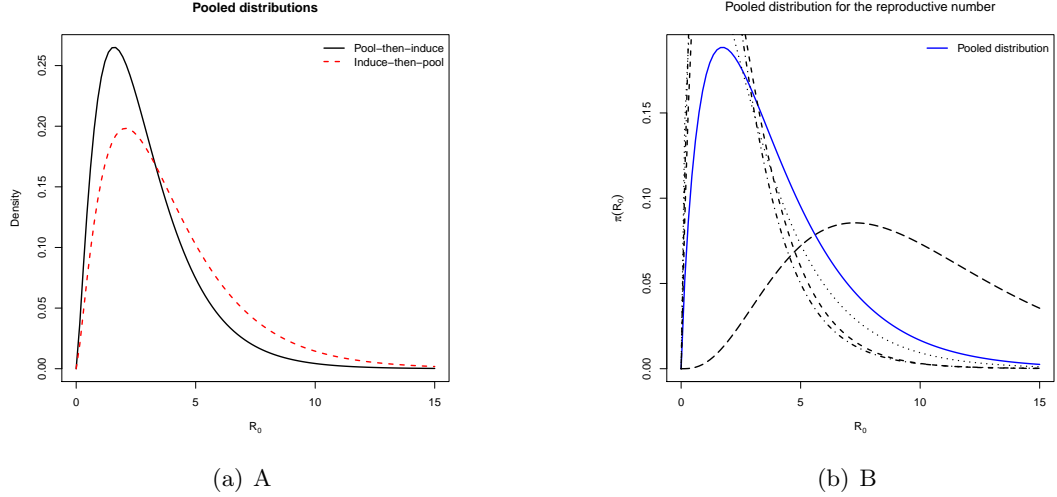 Pooled distributions
Density
0.00 0.05 0.10 0.15 0.20 0.25
0 5 10 15
R₀
Pool−then−induce
Induce−then−pool
(a) A
Pooled distribution for the reproductive number
π(R₀)
0.00 0.05 0.10 0.15
0 5 10 15
R₀
Pooled distribution
(b) B